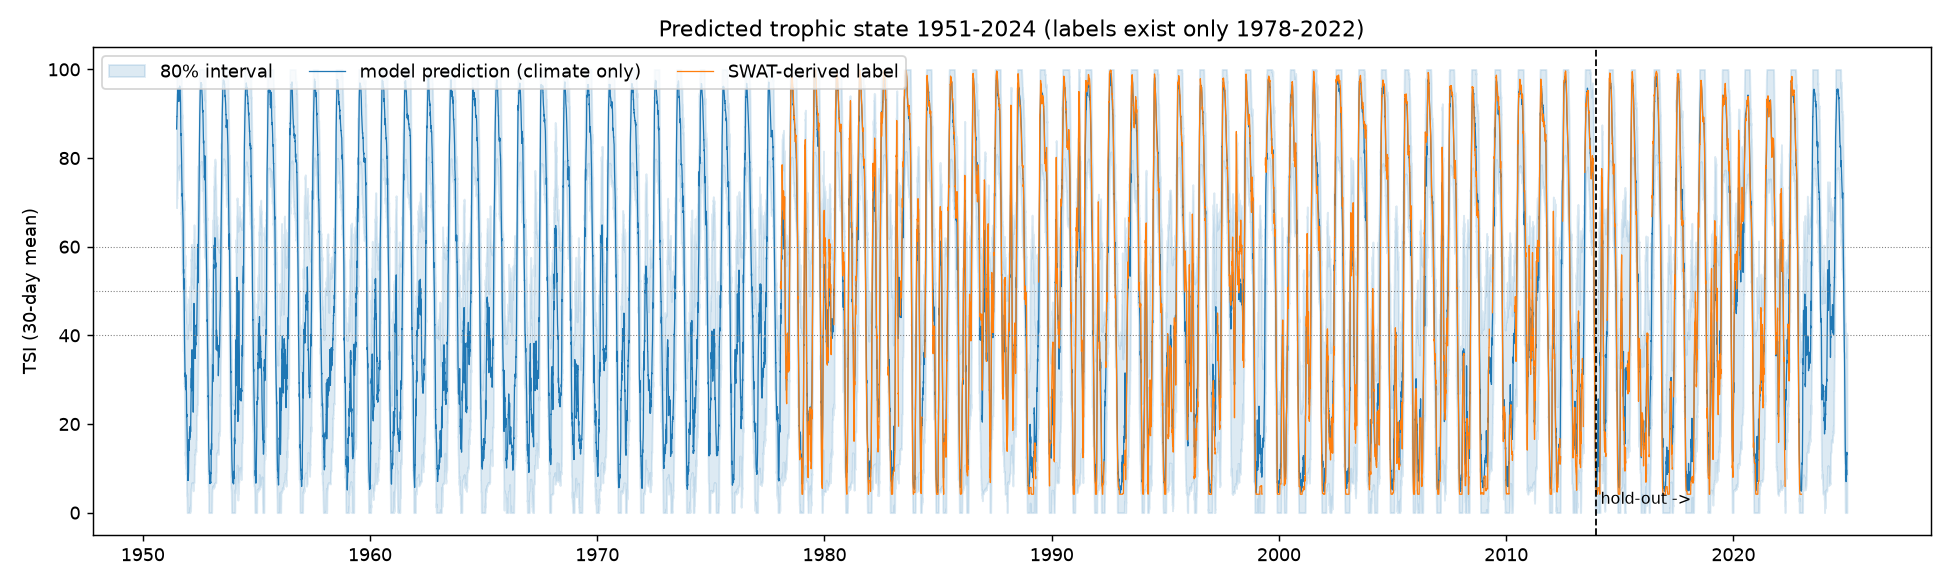 Predicted trophic state 1951-2024 (labels exist only 1978-2022)
80% interval
model prediction (climate only)
SWAT-derived label
TSI (30-day mean)
100
80
60
40
20
0
hold-out ->
1950
1960
1970
1980
1990
2000
2010
2020